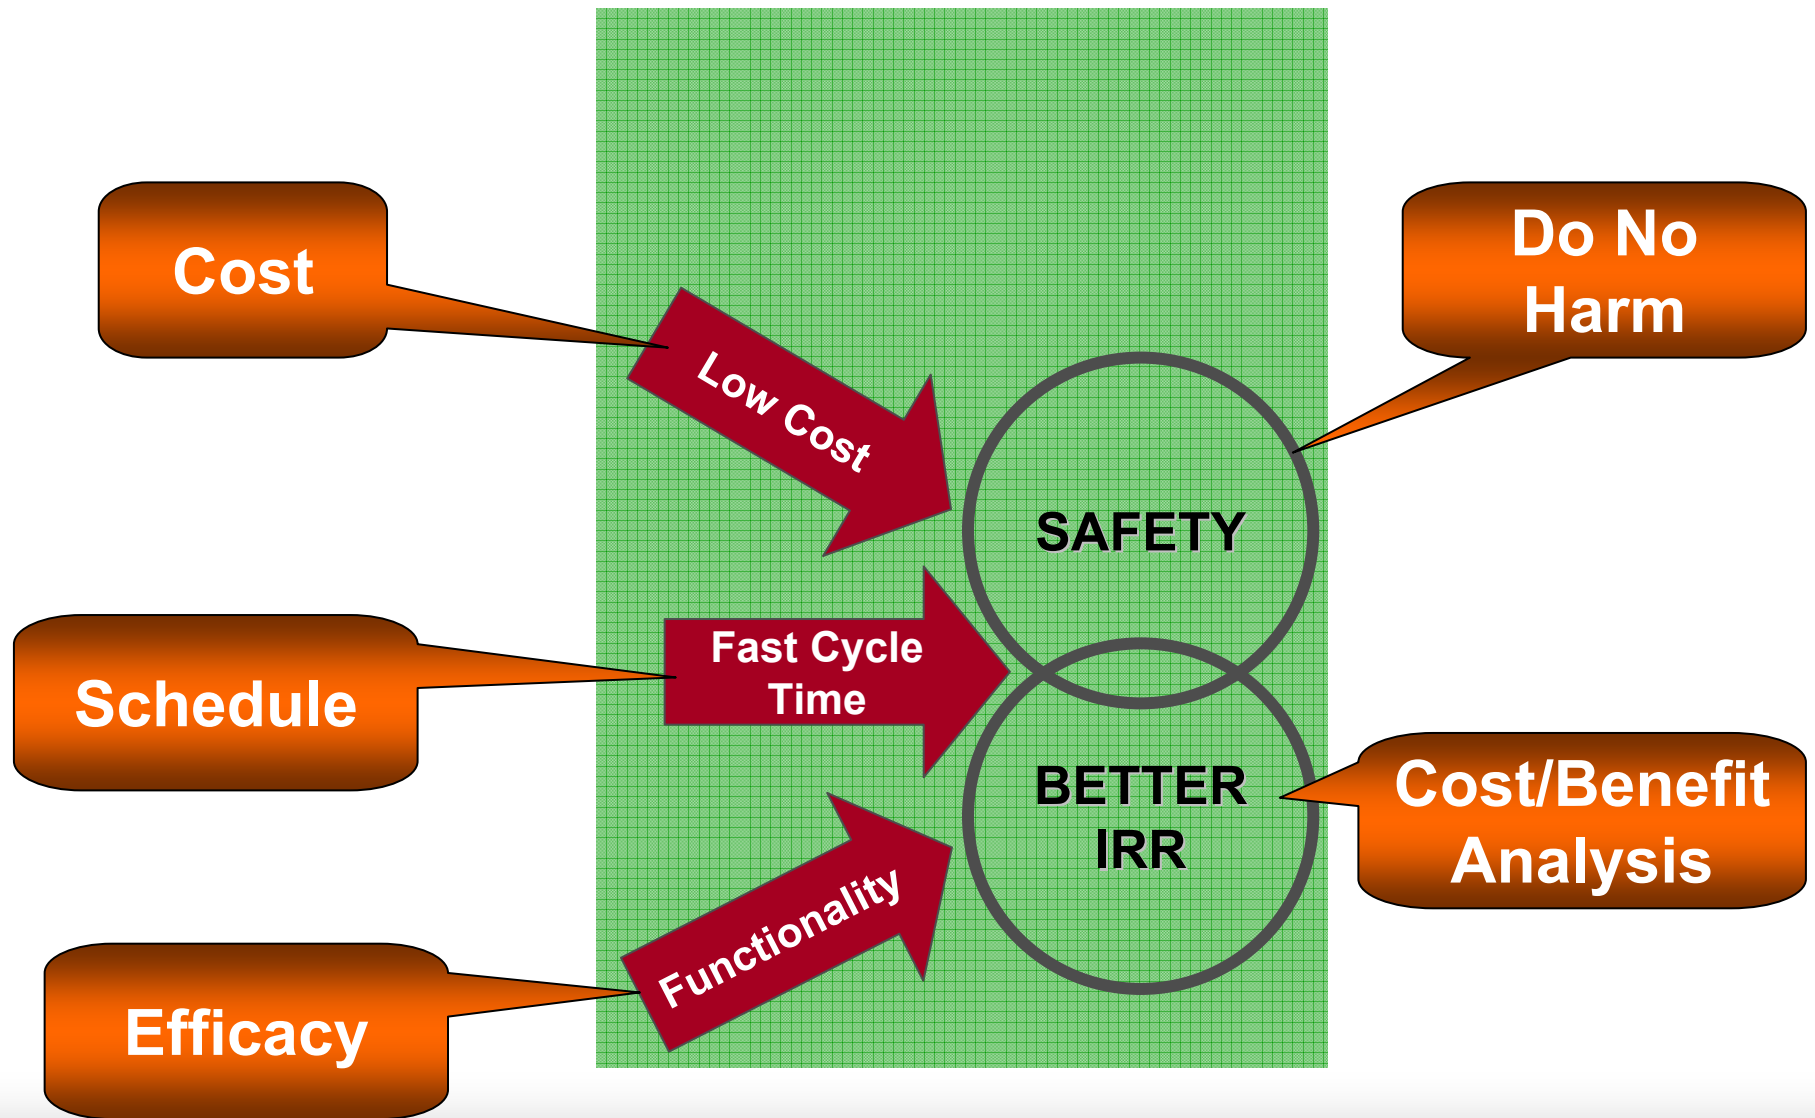 Cost
Do No
Harm
Low Cost
SAFETY
Fast Cycle
Time
Schedule
BETTER
IRR
Cost/Benefit
Analysis
Functionality
Efficacy